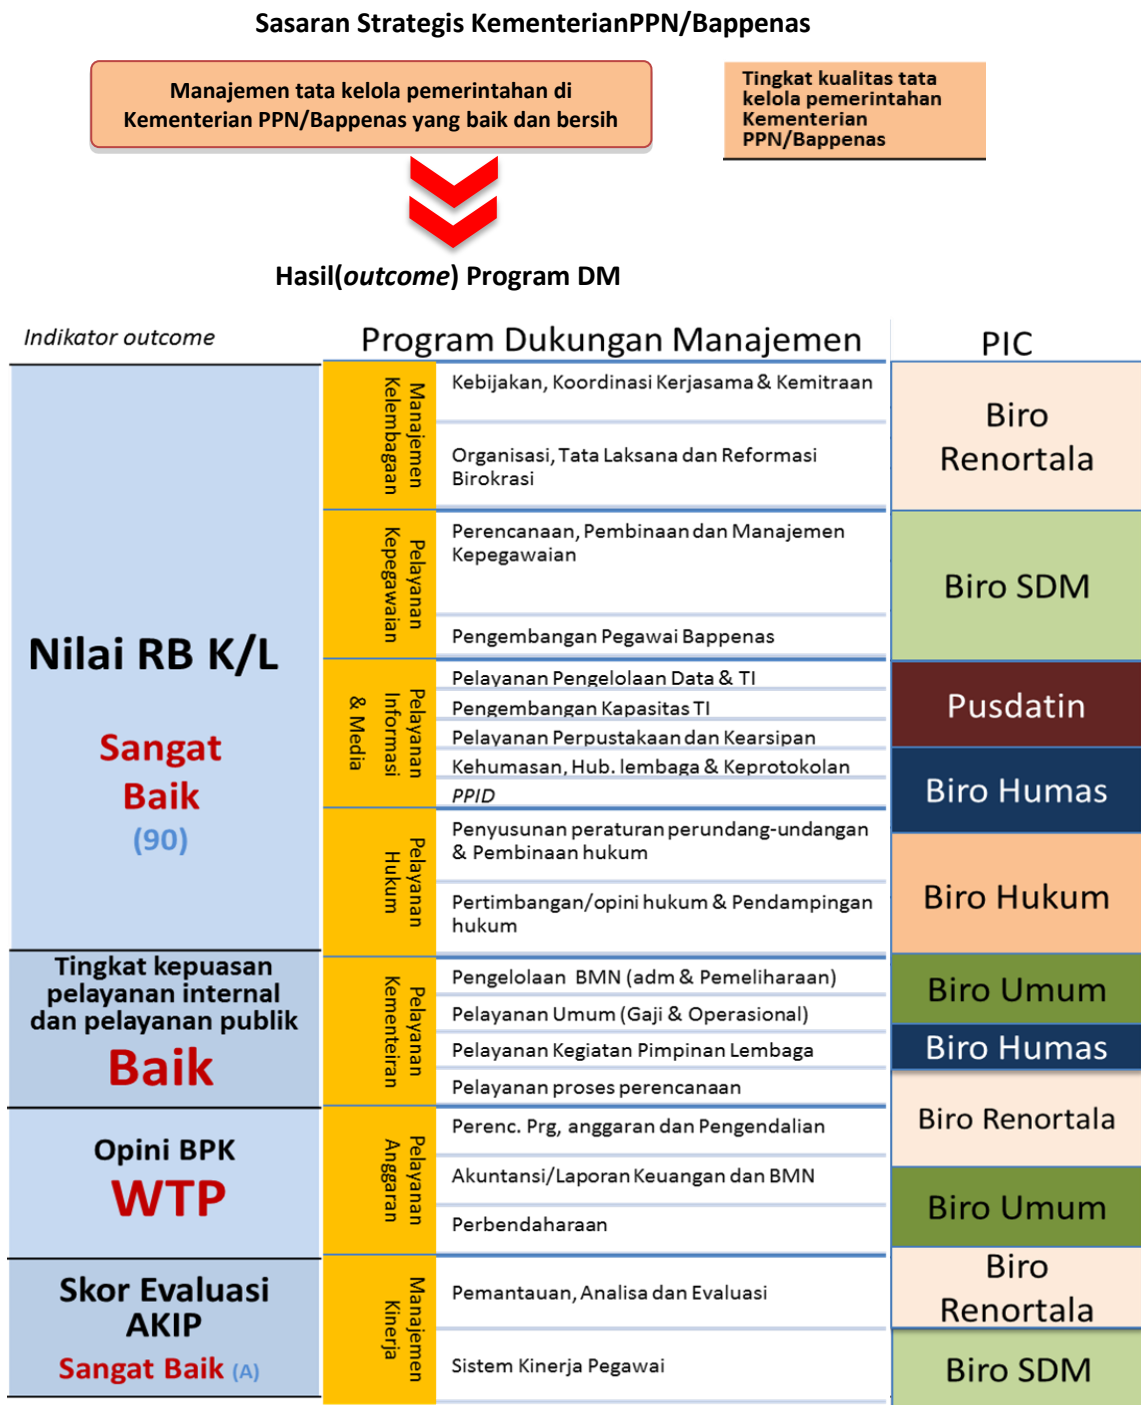 Sasaran Strategis KementerianPPN/Bappenas
Manajemen tata kelola pemerintahan di
Kementerian PPN/Bappenas yang baik dan bersih
Tingkat kualitas tata
kelola pemerintahan
Kementerian
PPN/Bappenas
Hasil(outcome) Program DM
Indikator outcome
Program Dukungan Manajemen
PIC
Nilai RB K/L
Sangat
Baik
(90)
Tingkat kepuasan
pelayanan internal
dan pelayanan publik
Baik
Opini BPK
WTP
Skor Evaluasi
AKIP
Sangat Baik (A)
Manajemen
Kelembagaan
Kebijakan, Koordinasi Kerjasama & Kemitraan
Organisasi, Tata Laksana dan Reformasi
Birokrasi
Pelayanan
Kepegawaian
Perencanaan, Pembinaan dan Manajemen
Kepegawaian
Pengembangan Pegawai Bappenas
Pelayanan
Informasi
& Media
Pelayanan Pengelolaan Data & TI
Pengembangan Kapasitas TI
Pelayanan Perpustakaan dan Kearsipan
Kehumasan, Hub. lembaga & Keprotokolan
PPID
Pelayanan
Hukum
Penyusunan peraturan perundang-undangan
& Pembinaan hukum
Pertimbangan/opini hukum & Pendampingan
hukum
Pelayanan
Kementeiran
Pengelolaan BMN (adm & Pemeliharaan)
Pelayanan Umum (Gaji & Operasional)
Pelayanan Kegiatan Pimpinan Lembaga
Pelayanan proses perencanaan
Pelayanan
Anggaran
Perenc. Prg, anggaran dan Pengendalian
Akuntansi/Laporan Keuangan dan BMN
Perbendaharaan
Manajemen
Kinerja
Pemantauan, Analisa dan Evaluasi
Sistem Kinerja Pegawai
Biro
Renortala
Biro SDM
Pusdatin
Biro Humas
Biro Hukum
Biro Umum
Biro Humas
Biro Renortala
Biro Umum
Biro
Renortala
Biro SDM